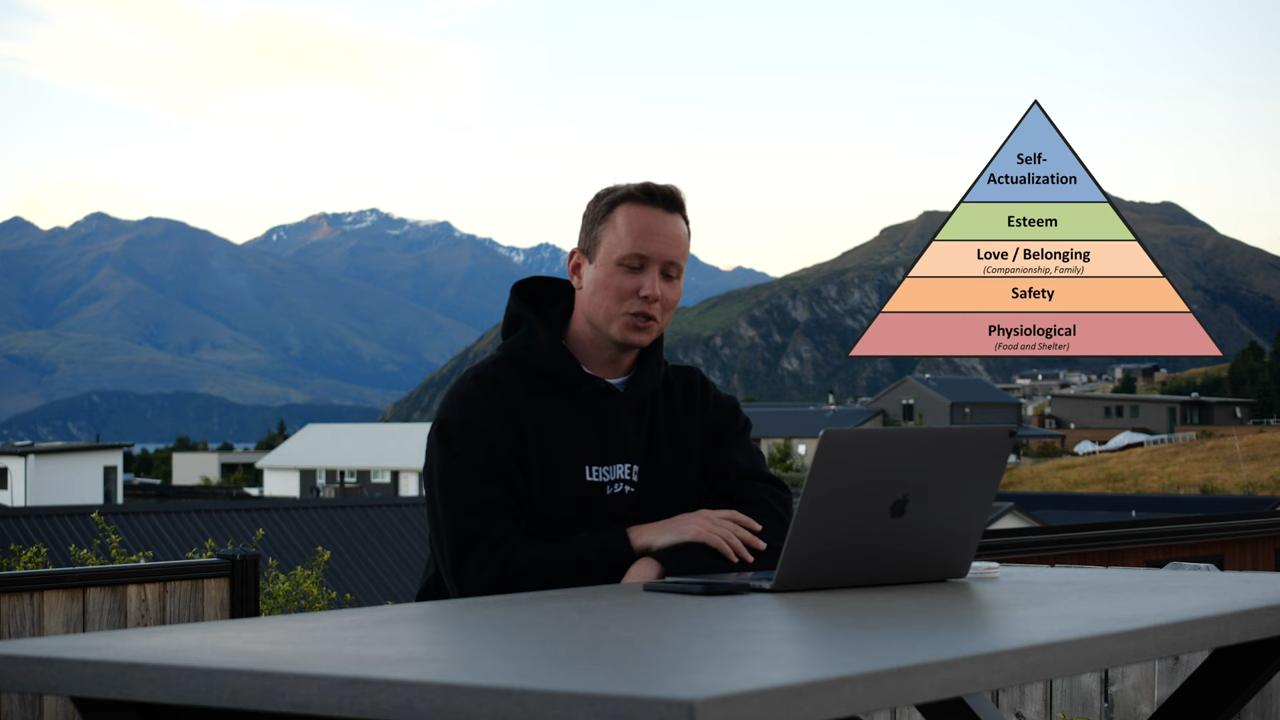 Self-
Actualization
Esteem
Love / Belonging
(Companionship, Family)
Safety
Physiological
(Food and Shelter)
LEISURE
レジャー